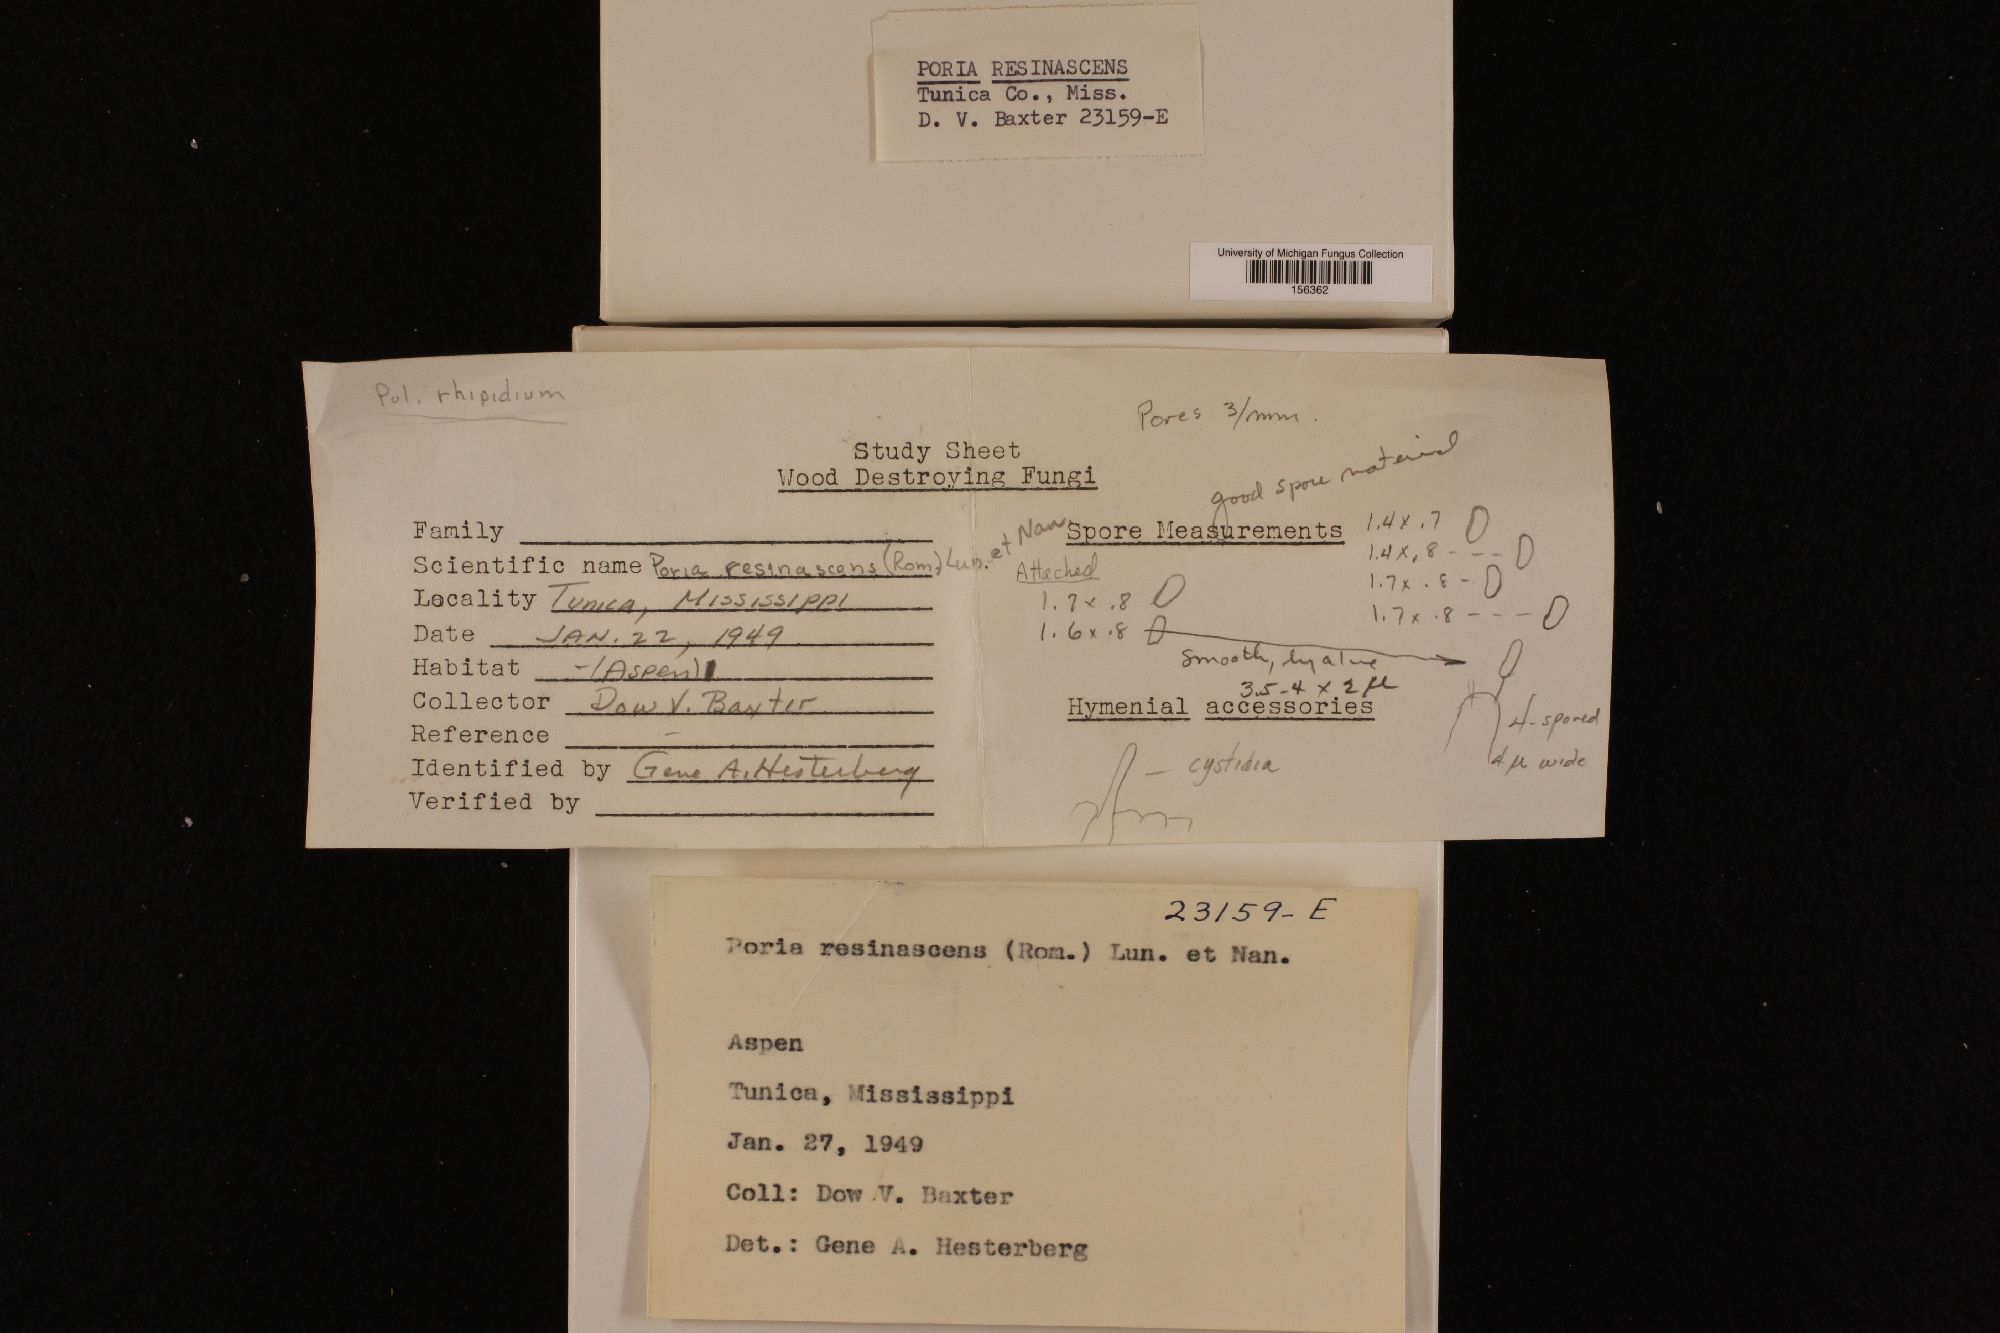 PORIA RESINASCENS
Tunica Co., Miss.
D. V. Baxter 23159-E
University of Michigan Fungus Collection
156362
Pol. rhipidium
Pores 3/mm.
Study Sheet
Wood Destroying Fungi
good spore material
Family
Scientific name Poria resinascens (Rom.) Lun. et Nan.
Locality Tunica, Mississippi
Date JAN. 22, 1949
Habitat - (Aspen)
Collector Dow V. Baxter
Reference -
Identified by Gene A. Hesterberg
Verified by
Spore Measurements
Attached
1.7 x .8
1.6 x .8
1.4 x .7
1.4 x .8 - - -
1.7 x .8 -
1.7 x .8 - - -
smooth, hyaline
3.5-4 x 2 µ
Hymenial accessories
4-spored
4 µ wide
- cystidia
23159-E
Poria resinascens (Rom.) Lun. et Nan.
Aspen
Tunica, Mississippi
Jan. 27, 1949
Coll: Dow V. Baxter
Det.: Gene A. Hesterberg